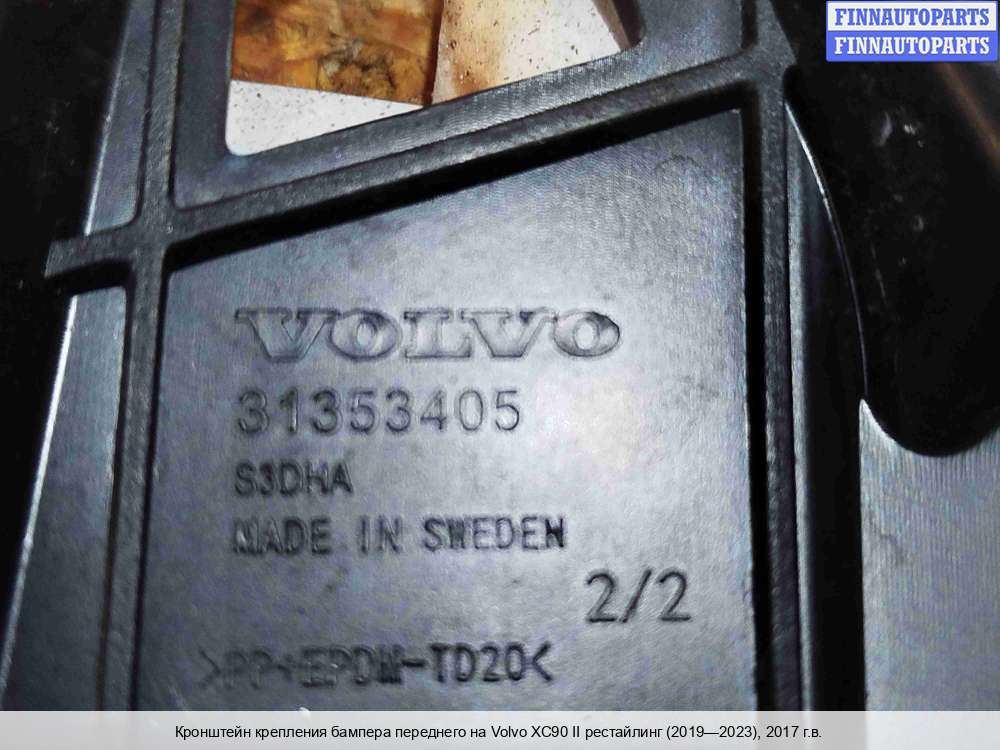 FINNAUTOPARTS
FINNAUTOPARTS
VOLVO
31353405
S3DHA
MADE IN SWEDEN
2/2
>PP+EPDM-TD20<
Кронштейн крепления бампера переднего на Volvo XC90 II рестайлинг (2019—2023), 2017 г.в.